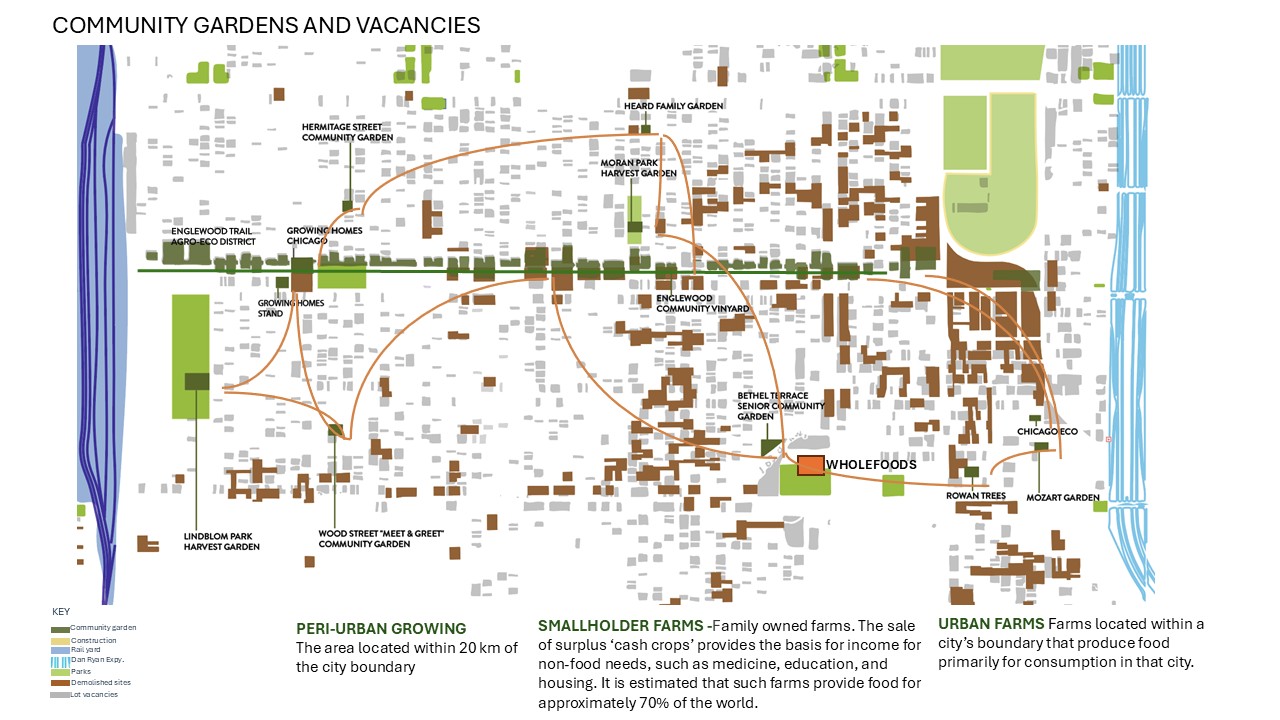 COMMUNITY GARDENS AND VACANCIES
HEARD FAMILY GARDEN
HERMITAGE STREET
COMMUNITY GARDEN
MORAN PARK
HARVEST GARDEN
ENGLEWOOD TRAIL
AGRO-ECO DISTRICT
GROWING HOMES
CHICAGO
GROWING HOMES
STAND
ENGLEWOOD
COMMUNITY VINYARD
BETHEL TERRACE
SENIOR COMMUNITY
GARDEN
CHICAGO ECO
WHOLEFOODS
ROWAN TREES
MOZART GARDEN
LINDBLOM PARK
HARVEST GARDEN
WOOD STREET "MEET & GREET"
COMMUNITY GARDEN
KEY
Community garden
Construction
Rail yard
Dan Ryan Expy.
Parks
Demolished sites
Lot vacancies
PERI-URBAN GROWING
The area located within 20 km of
the city boundary
SMALLHOLDER FARMS -Family owned farms. The sale
of surplus ‘cash crops’ provides the basis for income for
non-food needs, such as medicine, education, and
housing. It is estimated that such farms provide food for
approximately 70% of the world.
URBAN FARMS Farms located within a
city’s boundary that produce food
primarily for consumption in that city.